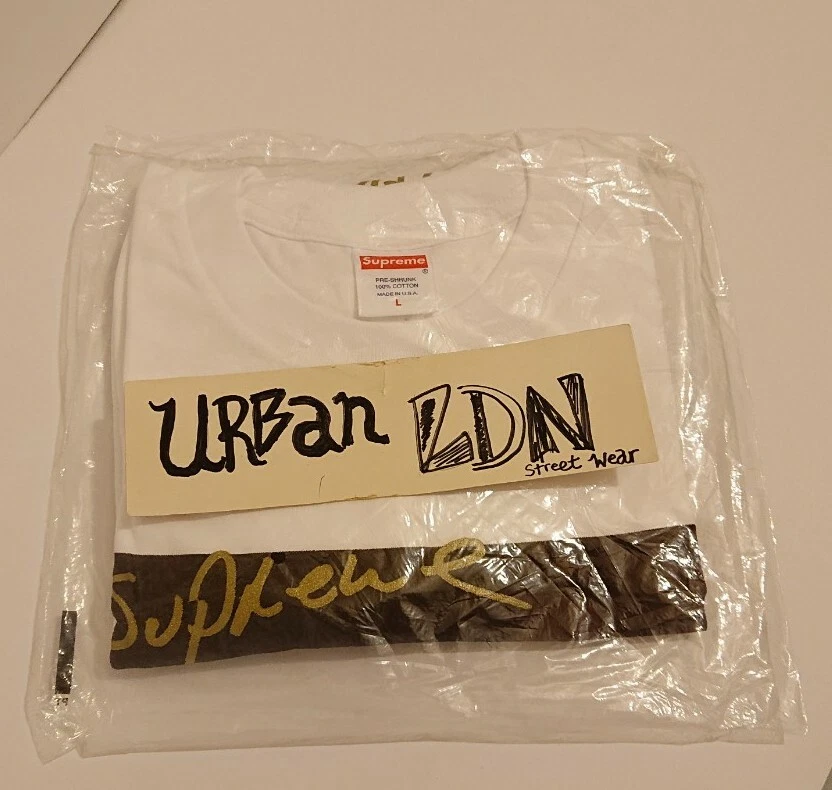 Supreme
®
PRE-SHRUNK
100% COTTON
MADE IN U.S.A.
L
URBan LDN
Street Wear
Supreme